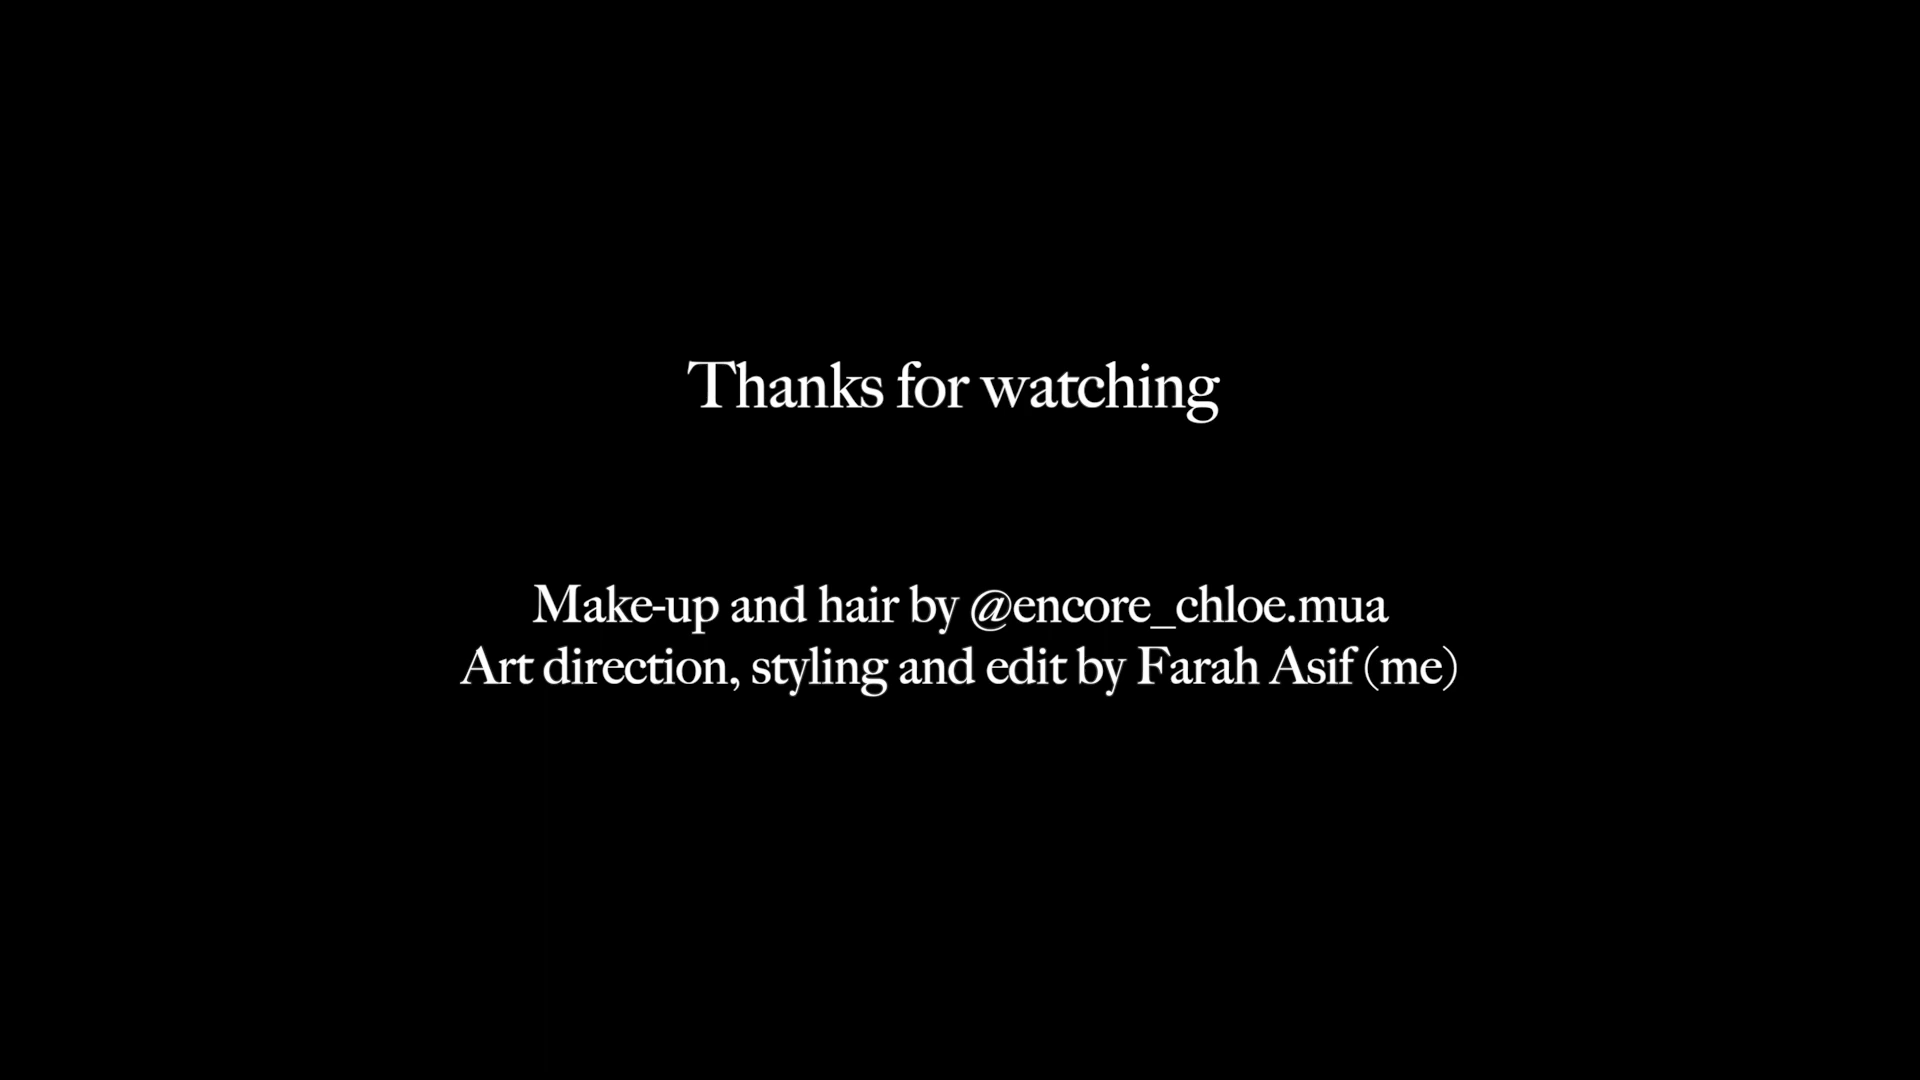 Thanks for watching
Make-up and hair by @encore_chloe.mua
Art direction, styling and edit by Farah Asif (me)